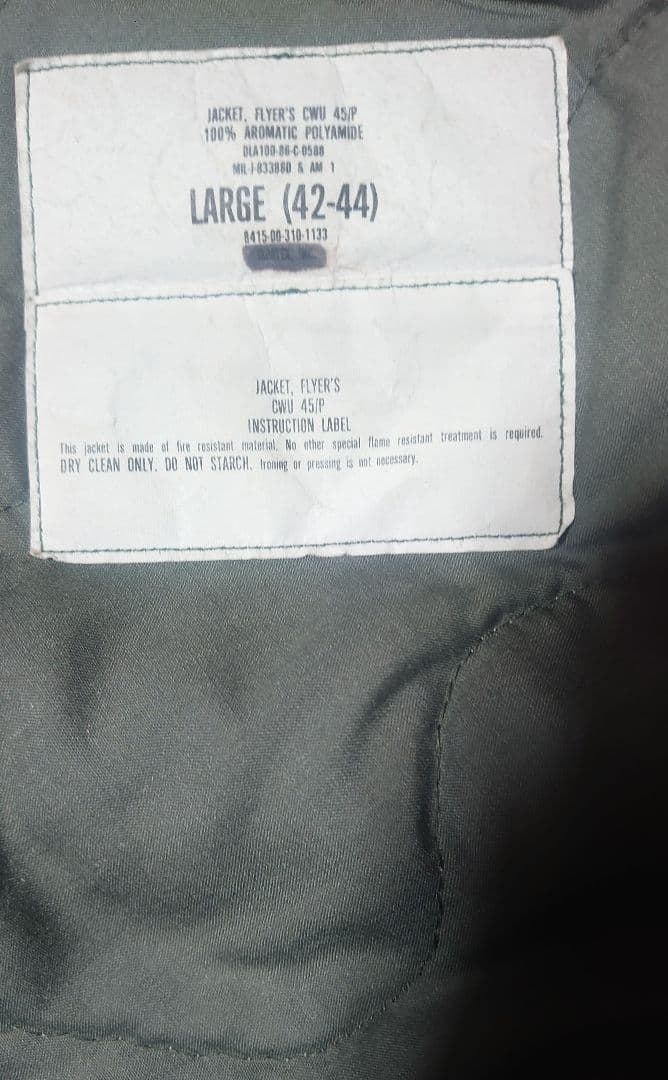 JACKET, FLYER'S CWU 45/P
100% AROMATIC POLYAMIDE
DLA100-86-C-0588
MIL-J-83388D & AM 1
LARGE (42-44)
8415-00-310-1133
JACKET, FLYER'S
CWU 45/P
INSTRUCTION LABEL
This jacket is made of fire resistant material. No other special flame resistant treatment is required.
DRY CLEAN ONLY. DO NOT STARCH. Ironing or pressing is not necessary.